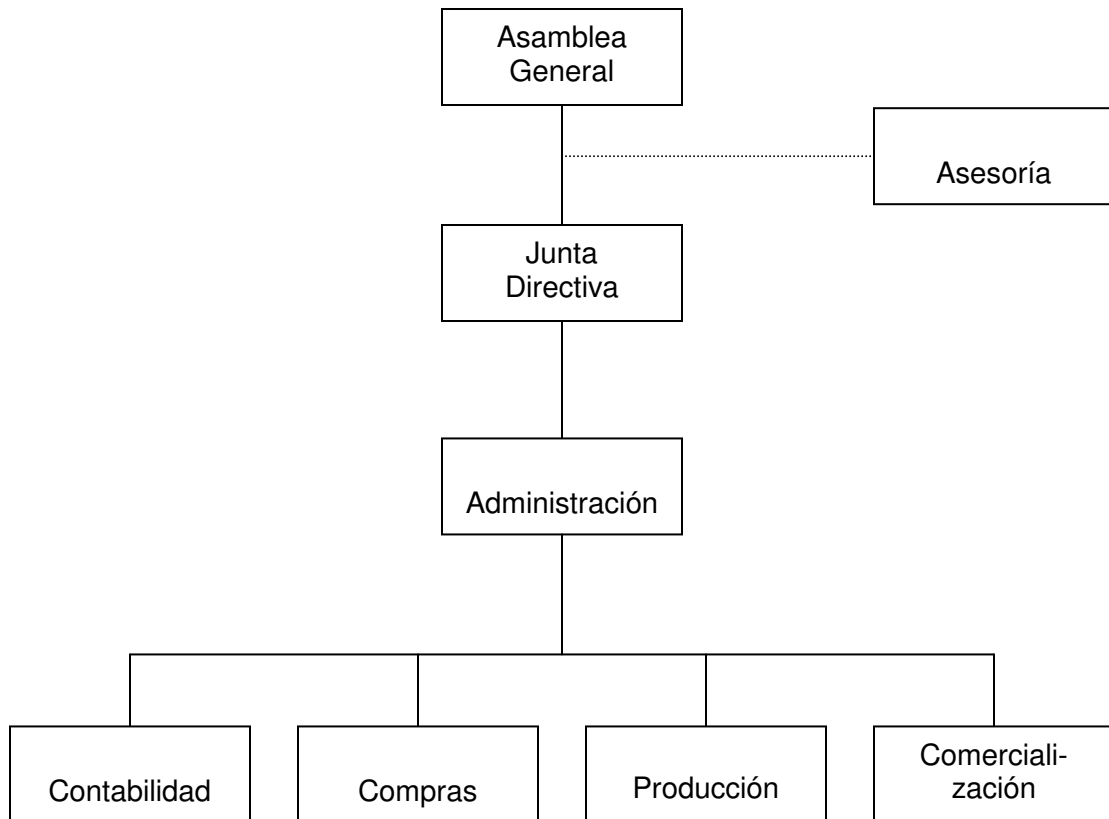 Asamblea
General
Asesoría
Junta
Directiva
Administración
Contabilidad
Compras
Producción
Comerciali-
zación